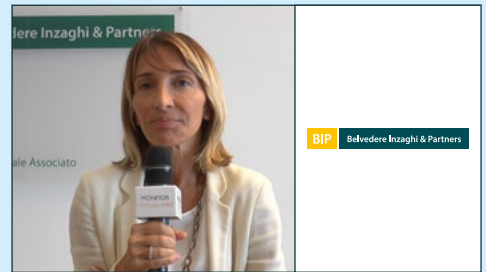 dere Inzaghi & Partners
ale Associato
MONITOR
BIP Belvedere Inzaghi & Partners